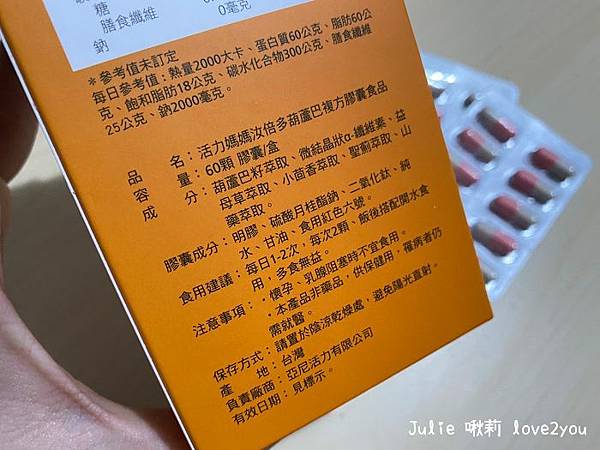 糖
膳食纖維
鈉 0毫克
＊參考值未訂定
每日參考值：熱量2000大卡、蛋白質60公克、脂肪60公
克、飽和脂肪18公克、碳水化合物300公克、膳食纖維
25公克、鈉2000毫克。
品 名：活力媽媽汝倍多葫蘆巴複方膠囊食品
容 量：60顆 膠囊/盒
成 分：葫蘆巴籽萃取、微結晶狀α-纖維素、益
母草萃取、小茴香萃取、聖薊萃取、山
藥萃取。
膠囊成分：明膠、硫酸月桂酯鈉、二氧化鈦、純
水、甘油、食用紅色六號。
食用建議：每日1-2次，每次2顆、飯後搭配開水食
用，多食無益。
注意事項：．懷孕、乳腺阻塞時不宜食用。
．本產品非藥品，供保健用，罹病者仍
需就醫。
保存方式：請置於陰涼乾燥處，避免陽光直射。
產 地：台灣
負責廠商：亞尼活力有限公司
有效日期：見標示。
Julie 啾莉 love2you